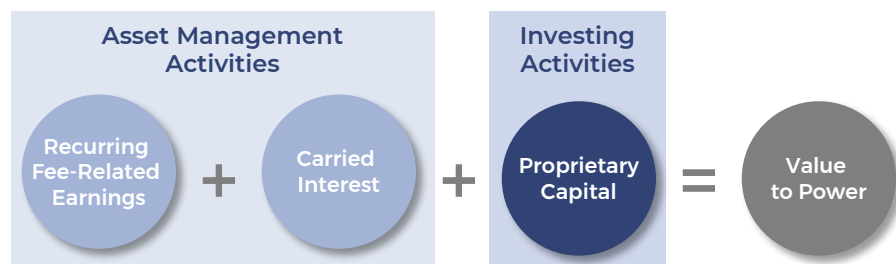 Asset Management
Activities
Investing
Activities
Recurring
Fee-Related
Earnings
+
Carried
Interest
+
Proprietary
Capital
=
Value
to Power